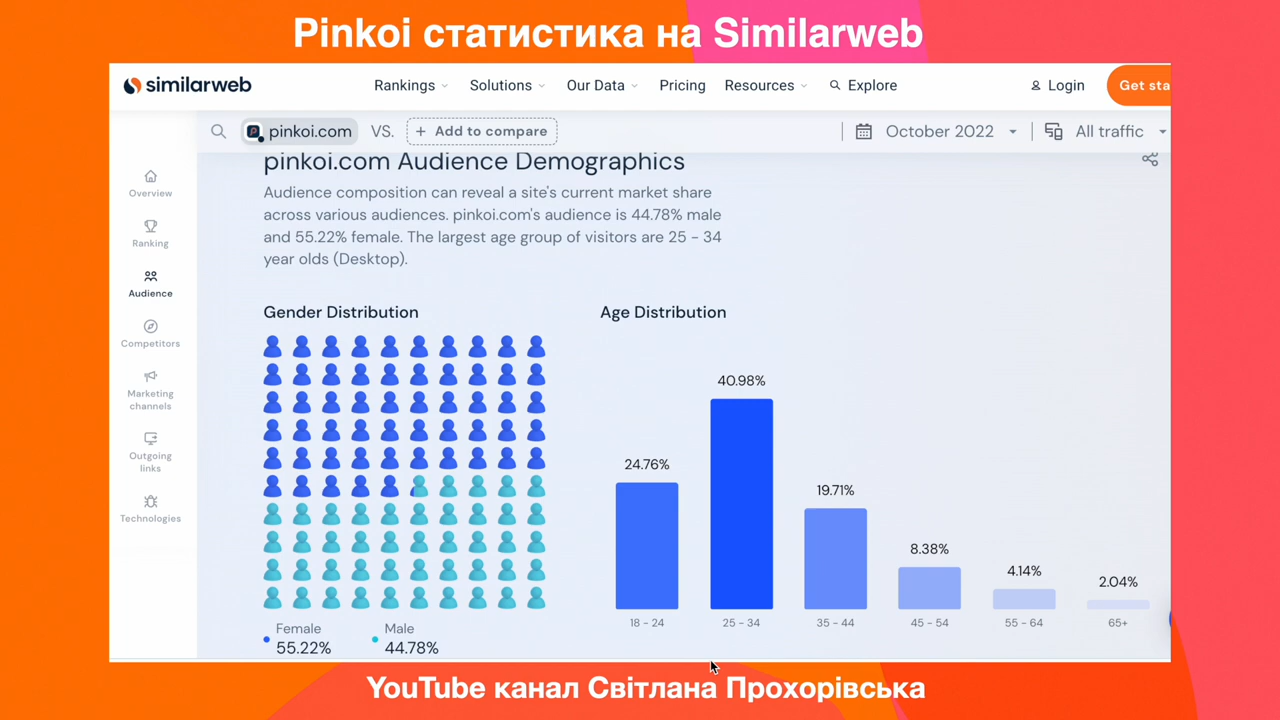 Pinkoi статистика на Similarweb
similarweb
Rankings
Solutions
Our Data
Pricing
Resources
Explore
Login
Get sta
pinkoi.com
VS.
+ Add to compare
October 2022
All traffic
Overview
Ranking
Audience
Competitors
Marketing
channels
Outgoing
links
Technologies
pinkoi.com Audience Demographics
Audience composition can reveal a site's current market share
across various audiences. pinkoi.com's audience is 44.78% male
and 55.22% female. The largest age group of visitors are 25 - 34
year olds (Desktop).
Gender Distribution
Female
55.22%
Male
44.78%
Age Distribution
24.76%
40.98%
19.71%
8.38%
4.14%
2.04%
18 - 24
25 - 34
35 - 44
45 - 54
55 - 64
65+
YouTube канал Світлана Прохорівська